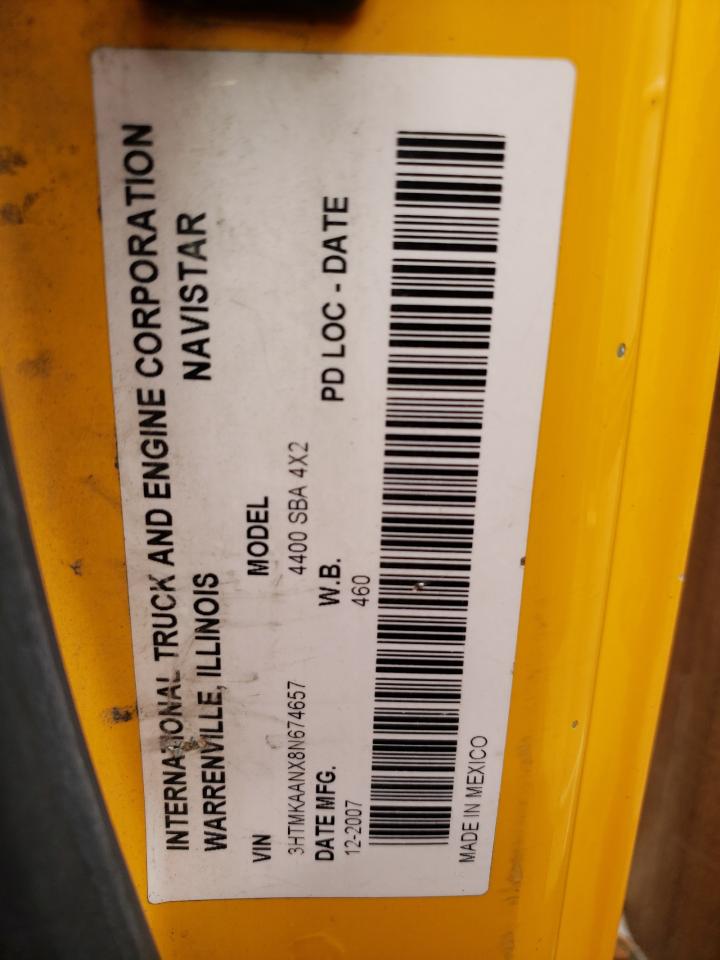 INTERNATIONAL TRUCK AND ENGINE CORPORATION
WARRENVILLE, ILLINOIS NAVISTAR
VIN MODEL
3HTMKAANX8N674657 4400 SBA 4X2
DATE MFG. W.B. PD LOC - DATE
12-2007 460
MADE IN MEXICO